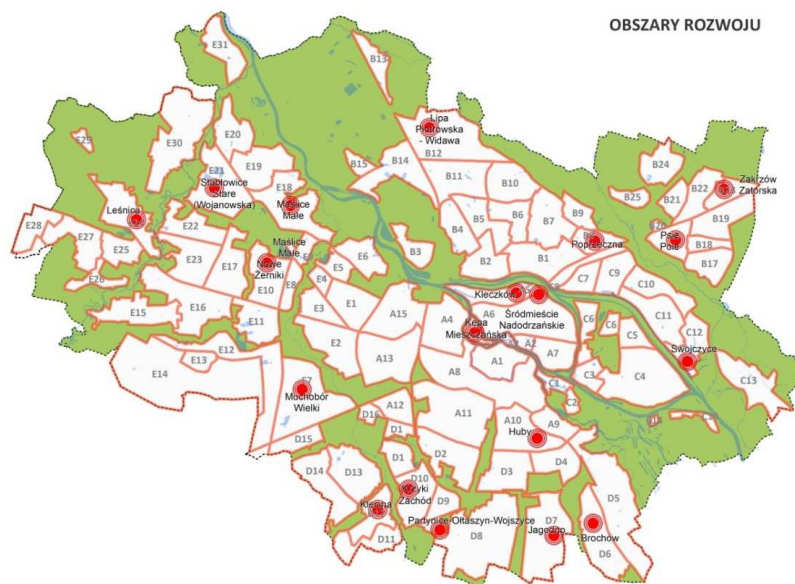 OBSZARY ROZWOJU
E31
B13
Lipa
Piotrowska
- Widawa
B12
E20
E30
E29
B15
B14
B11
B10
B24
B22
Zakrzów
Zatorska
E21
Stabłowice
Stare
(Wojanowska)
E19
E18
Maślice
Małe
B25
B21
B19
Leśnica
B5
B6
B7
B9
B4
Poprzeczna
Psie
Pole
B18
B17
E28
E27
E25
E22
E23
E17
Maślice
Małe
Nowe
Żerniki
E10
E8
E5
E6
E4
B3
B2
B1
C7
C9
C10
E26
E15
E16
E11
E3
E1
A15
A4
A6
Kleczków
Śródmieście
Nadodrzańskie
Kępa
Mieszczańska
C6
C6
C5
C11
C12
Swojczyce
E2
A13
A1
A2
A7
C3
C4
C13
E14
E13
E12
A8
C1
C2
E7
Muchobór
Wielki
D16
A12
A11
A10
A9
Huby
D15
D1
D1
D2
D3
D4
D14
D13
D10
Krzyki
Zachód
D9
D5
Klecina
Partynice-Ołtaszyn-Wojszyce
D7
Jagodno
Brochów
D11
D8
D6